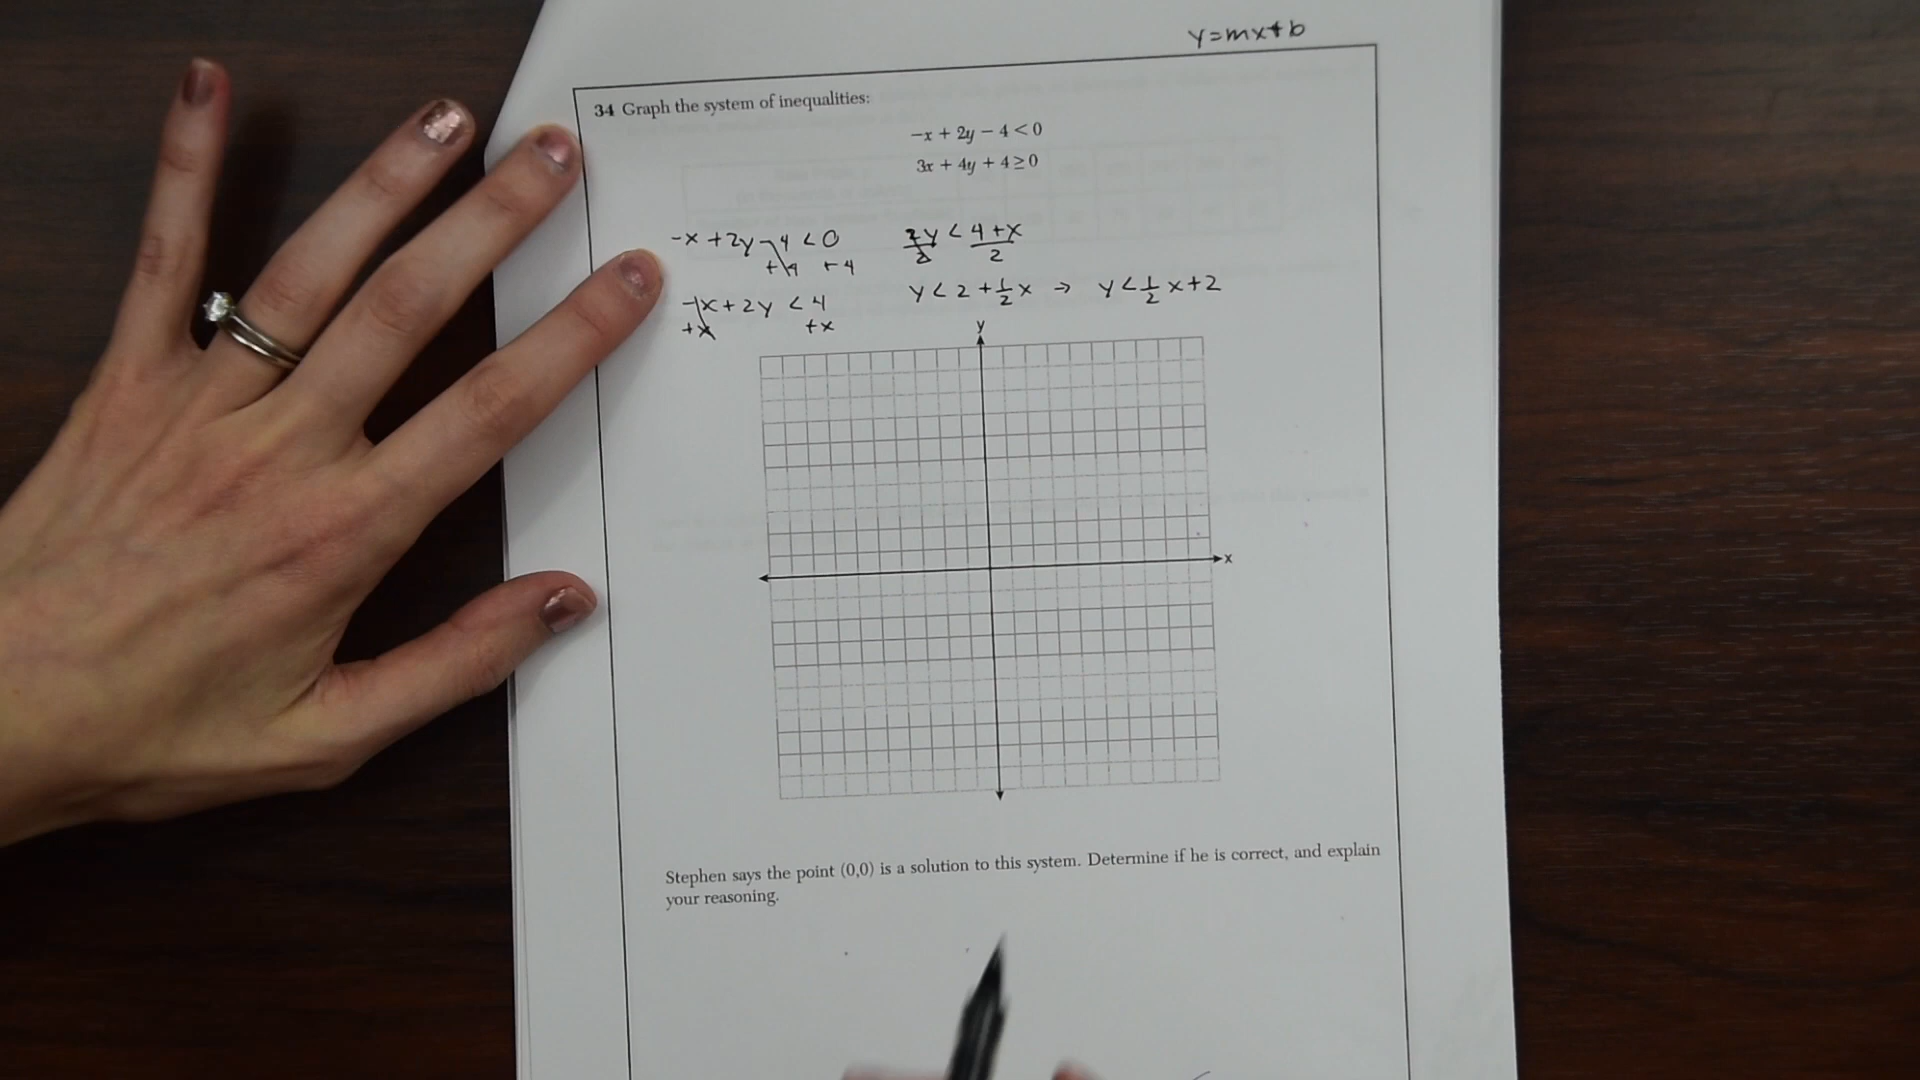 y=mx+b
34 Graph the system of inequalities:
−x + 2y − 4 < 0
3x + 4y + 4 ≥ 0
-x +2y -4 < 0
+4 +4
-x + 2y < 4
+x +x
2y < 4 + x
2 2
y < 2 + 1/2 x → y < 1/2 x + 2
y
x
Stephen says the point (0,0) is a solution to this system. Determine if he is correct, and explain
your reasoning.